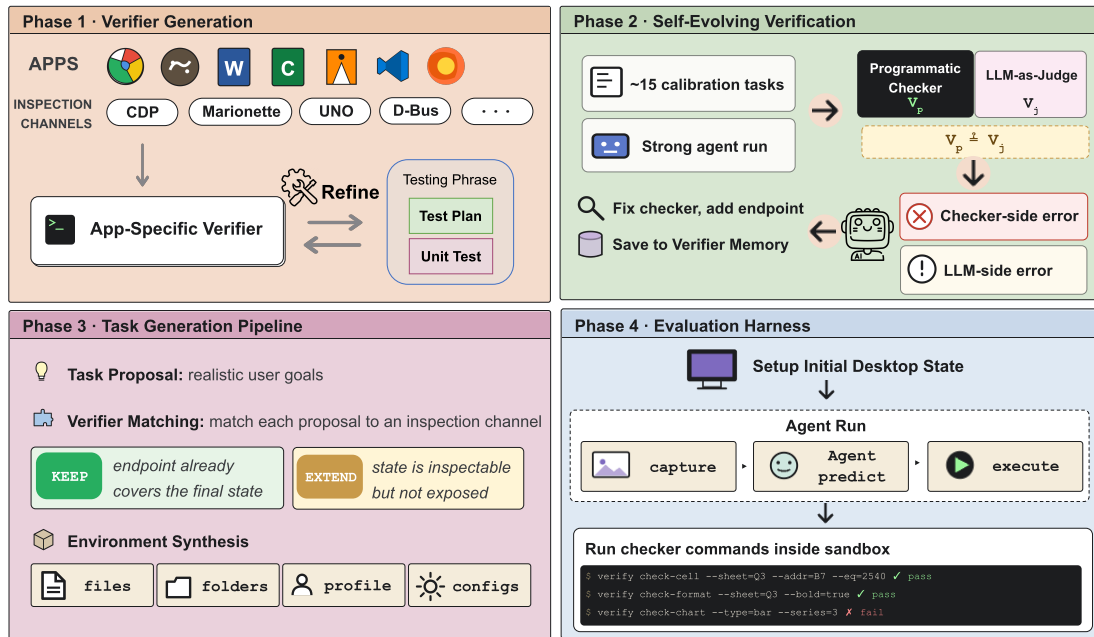 Phase 1 · Verifier Generation
APPS
W
C
INSPECTION
CHANNELS
CDP
Marionette
UNO
D-Bus
· · ·
Refine
Testing Phrase
Test Plan
Unit Test
>_
App-Specific Verifier
Phase 2 · Self-Evolving Verification
~15 calibration tasks
Strong agent run
Programmatic
Checker
Vp
LLM-as-Judge
Vj
Vp ≟ Vj
Fix checker, add endpoint
Save to Verifier Memory
AI
Checker-side error
LLM-side error
Phase 3 · Task Generation Pipeline
Task Proposal: realistic user goals
Verifier Matching: match each proposal to an inspection channel
KEEP
endpoint already
covers the final state
EXTEND
state is inspectable
but not exposed
Environment Synthesis
files
folders
profile
configs
Phase 4 · Evaluation Harness
Setup Initial Desktop State
Agent Run
capture
Agent
predict
execute
Run checker commands inside sandbox
$ verify check-cell --sheet=Q3 --addr=B7 --eq=2540 ✓ pass
$ verify check-format --sheet=Q3 --bold=true ✓ pass
$ verify check-chart --type=bar --series=3 ✗ fail